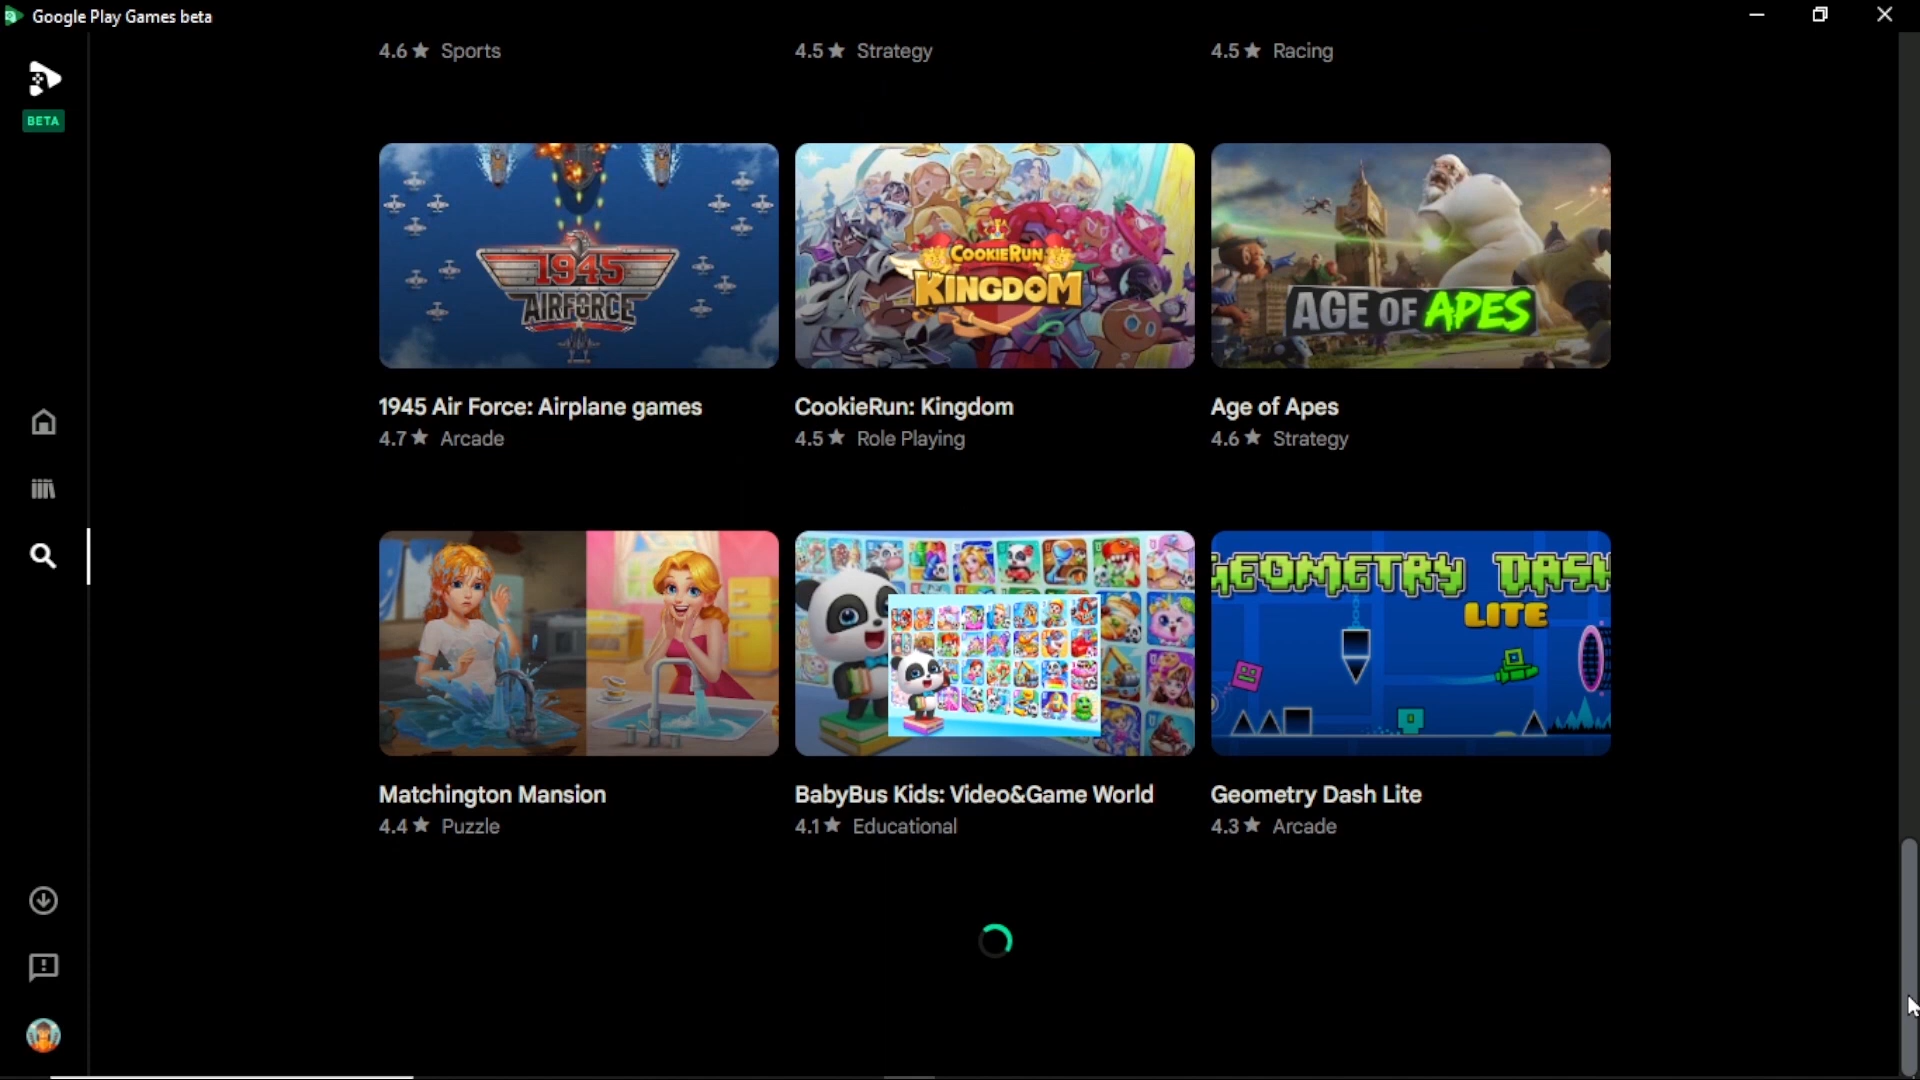 Google Play Games beta
BETA
4.6 ★ Sports
4.5 ★ Strategy
4.5 ★ Racing
1945
AIRFORCE
COOKIERUN
KINGDOM
AGE OF APES
1945 Air Force: Airplane games
4.7 ★ Arcade
CookieRun: Kingdom
4.5 ★ Role Playing
Age of Apes
4.6 ★ Strategy
GEOMETRY DASH
LITE
Matchington Mansion
4.4 ★ Puzzle
BabyBus Kids: Video&Game World
4.1 ★ Educational
Geometry Dash Lite
4.3 ★ Arcade